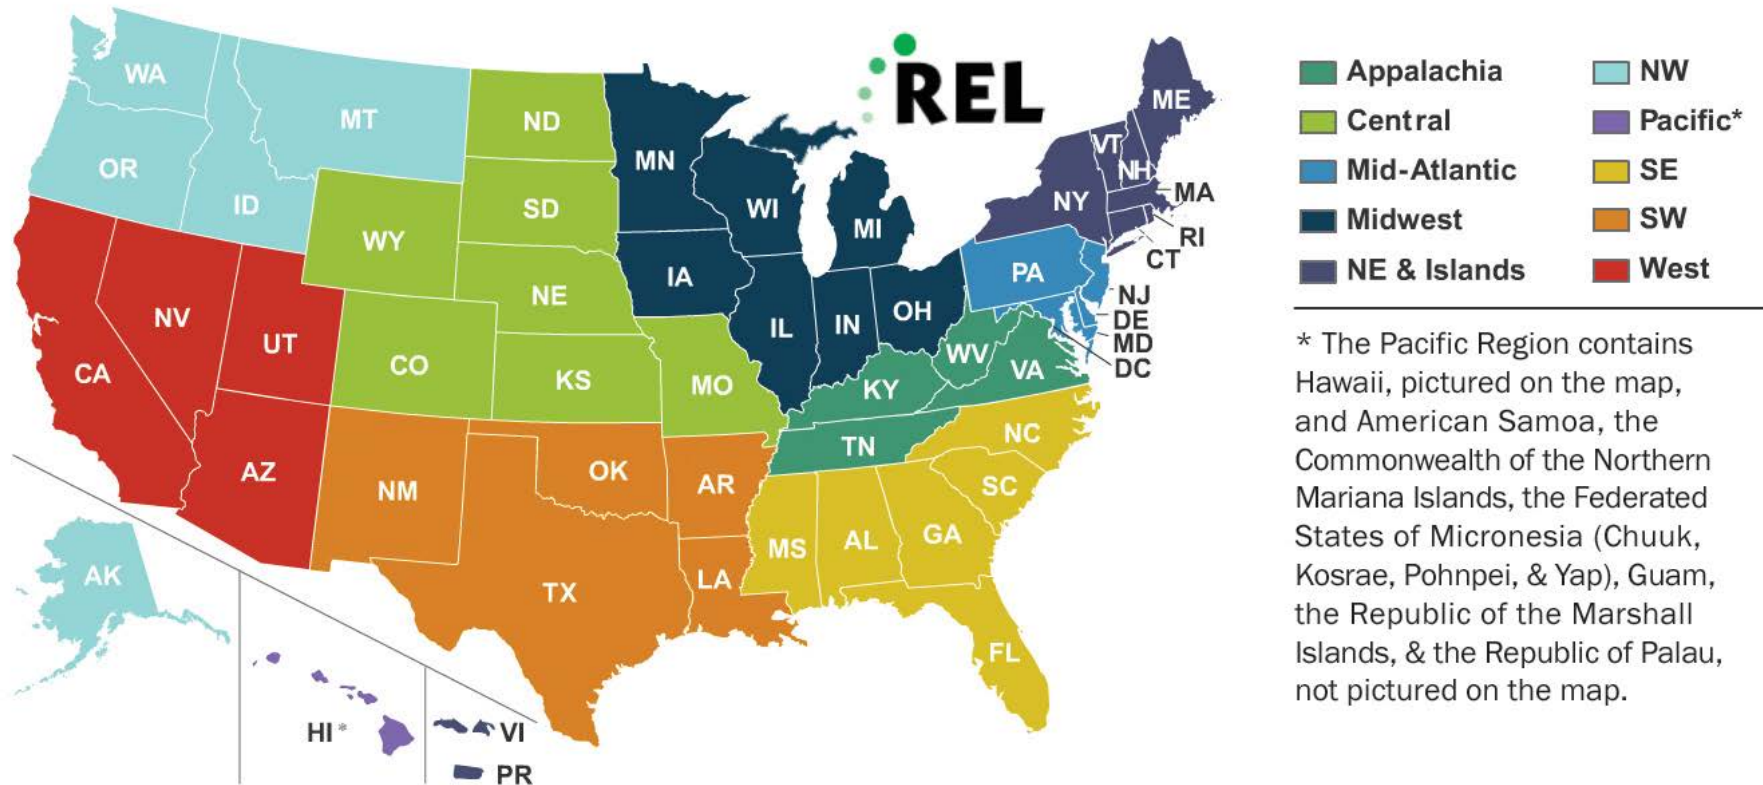 REL
WA
MT
ND
MN
ME
VT
NH
OR
ID
SD
WI
MI
NY
MA
RI
CT
WY
IA
PA
NE
NJ
NV
UT
IL
IN
OH
DE
MD
DC
CA
CO
KS
MO
WV
VA
KY
TN
NC
AZ
NM
OK
AR
SC
MS
AL
GA
AK
TX
LA
FL
HI *
VI
PR
Appalachia
Central
Mid-Atlantic
Midwest
NE & Islands
NW
Pacific*
SE
SW
West
* The Pacific Region contains
Hawaii, pictured on the map,
and American Samoa, the
Commonwealth of the Northern
Mariana Islands, the Federated
States of Micronesia (Chuuk,
Kosrae, Pohnpei, & Yap), Guam,
the Republic of the Marshall
Islands, & the Republic of Palau,
not pictured on the map.